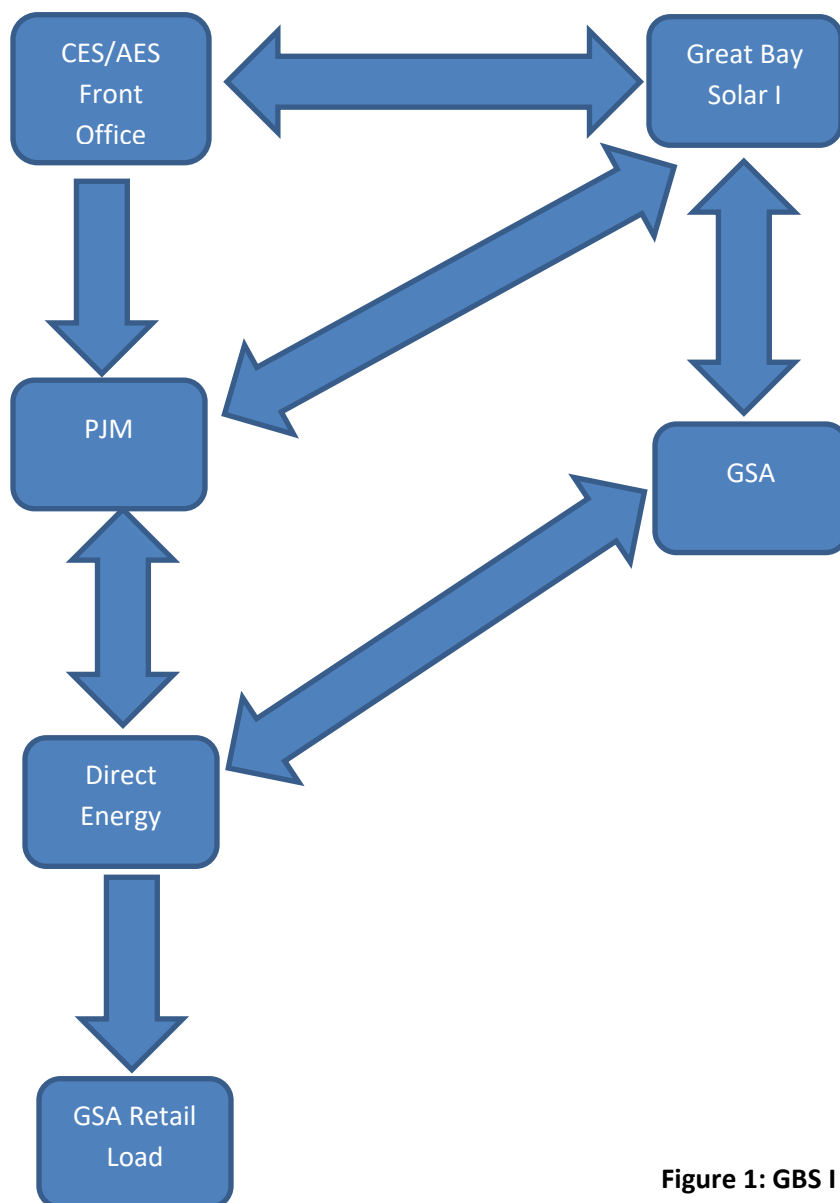 CES/AES
Front
Office
Great Bay
Solar I
PJM
GSA
Direct
Energy
GSA Retail
Load
Figure 1: GBS I